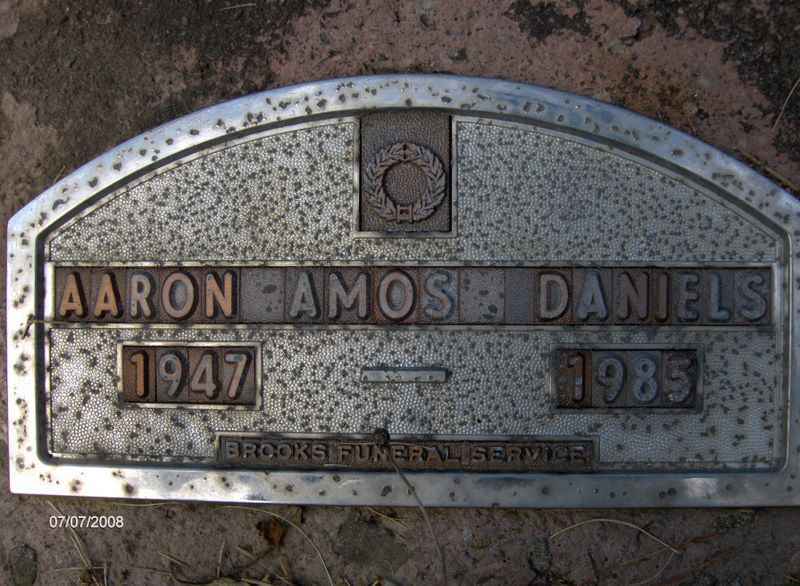 AARON AMOS DANIELS
1947 — 1985
BROOKS FUNERAL SERVICE
07/07/2008